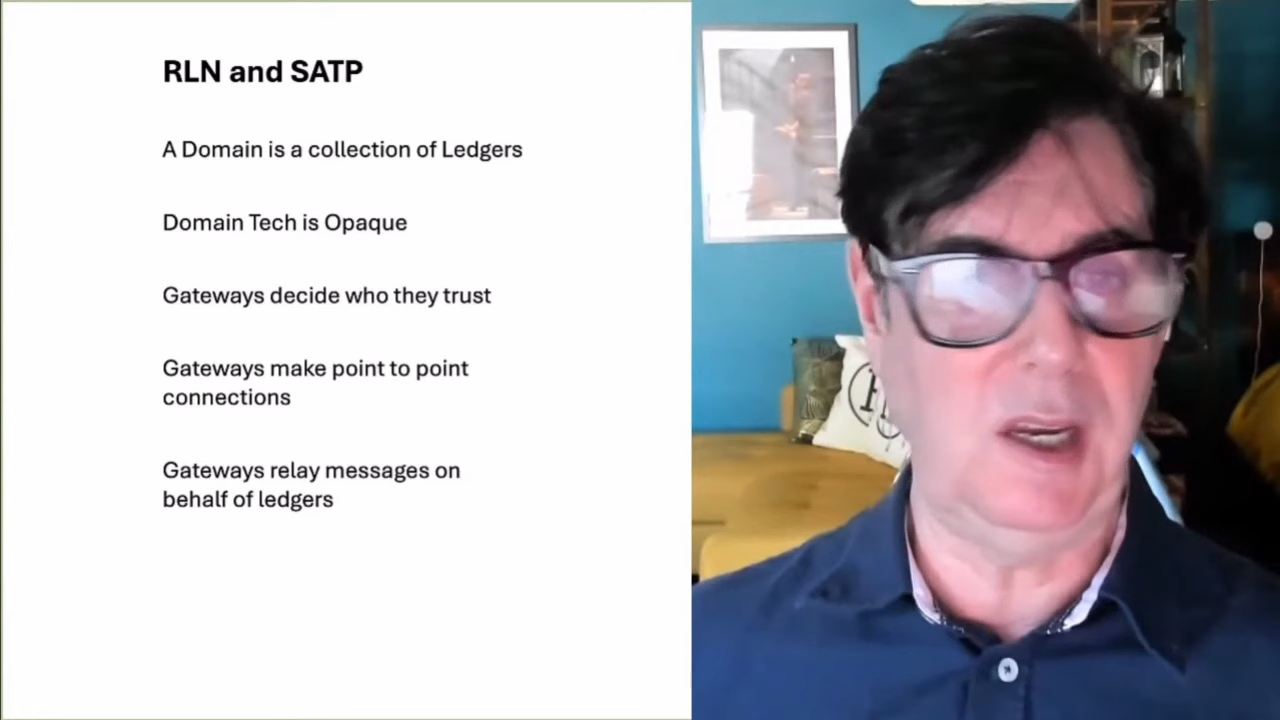 RLN and SATP
A Domain is a collection of Ledgers
Domain Tech is Opaque
Gateways decide who they trust
Gateways make point to point
connections
Gateways relay messages on
behalf of ledgers